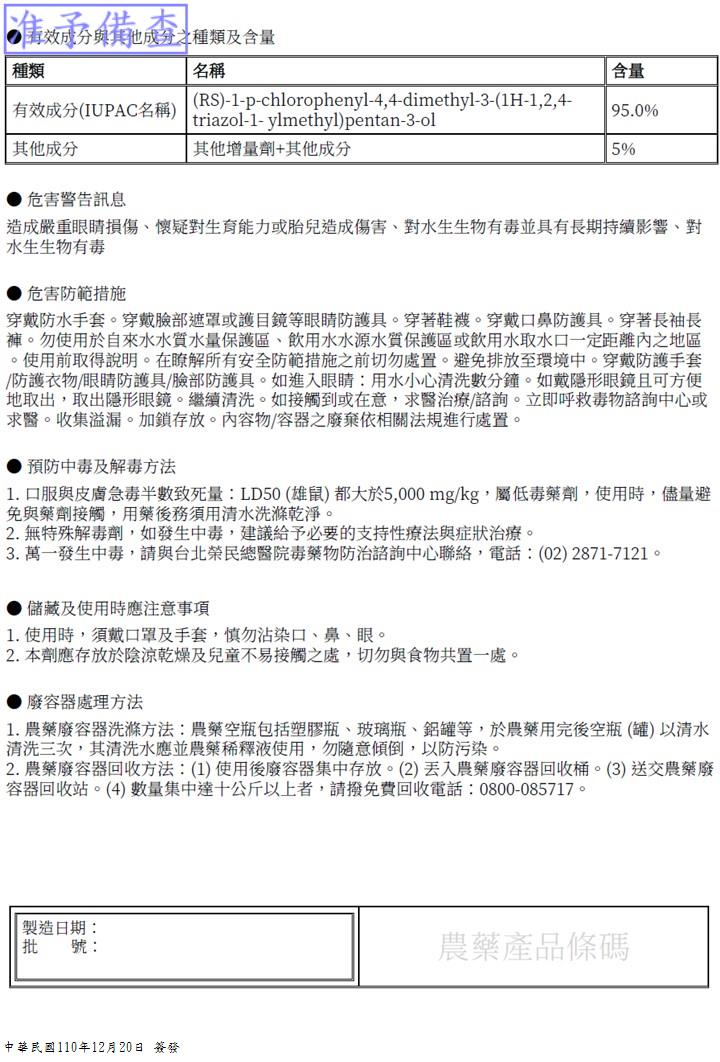 准予備查
● 有效成分與其他成分之種類及含量
種類 名稱 含量
有效成分(IUPAC名稱) (RS)-1-p-chlorophenyl-4,4-dimethyl-3-(1H-1,2,4-
triazol-1- ylmethyl)pentan-3-ol 95.0%
其他成分 其他增量劑+其他成分 5%
● 危害警告訊息
造成嚴重眼睛損傷、懷疑對生育能力或胎兒造成傷害、對水生生物有毒並具有長期持續影響、對
水生生物有毒
● 危害防範措施
穿戴防水手套。穿戴臉部遮罩或護目鏡等眼睛防護具。穿著鞋襪。穿戴口鼻防護具。穿著長袖長
褲。勿使用於自來水水質水量保護區、飲用水水源水質保護區或飲用水取水口一定距離內之地區
。使用前取得說明。在瞭解所有安全防範措施之前切勿處置。避免排放至環境中。穿戴防護手套
/防護衣物/眼睛防護具/臉部防護具。如進入眼睛：用水小心清洗數分鐘。如戴隱形眼鏡且可方便
地取出，取出隱形眼鏡。繼續清洗。如接觸到或在意，求醫治療/諮詢。立即呼救毒物諮詢中心或
求醫。收集溢漏。加鎖存放。內容物/容器之廢棄依相關法規進行處置。
● 預防中毒及解毒方法
1. 口服與皮膚急毒半數致死量：LD50 (雄鼠) 都大於5,000 mg/kg，屬低毒藥劑，使用時，儘量避
免與藥劑接觸，用藥後務須用清水洗滌乾淨。
2. 無特殊解毒劑，如發生中毒，建議給予必要的支持性療法與症狀治療。
3. 萬一發生中毒，請與台北榮民總醫院毒藥物防治諮詢中心聯絡，電話：(02) 2871-7121。
● 儲藏及使用時應注意事項
1. 使用時，須戴口罩及手套，慎勿沾染口、鼻、眼。
2. 本劑應存放於陰涼乾燥及兒童不易接觸之處，切勿與食物共置一處。
● 廢容器處理方法
1. 農藥廢容器洗滌方法：農藥空瓶包括塑膠瓶、玻璃瓶、鋁罐等，於農藥用完後空瓶 (罐) 以清水
清洗三次，其清洗水應並農藥稀釋液使用，勿隨意傾倒，以防污染。
2. 農藥廢容器回收方法：(1) 使用後廢容器集中存放。(2) 丟入農藥廢容器回收桶。(3) 送交農藥廢
容器回收站。(4) 數量集中達十公斤以上者，請撥免費回收電話：0800-085717。
製造日期：
批 號：
農藥產品條碼
中華民國110年12月20日 簽發